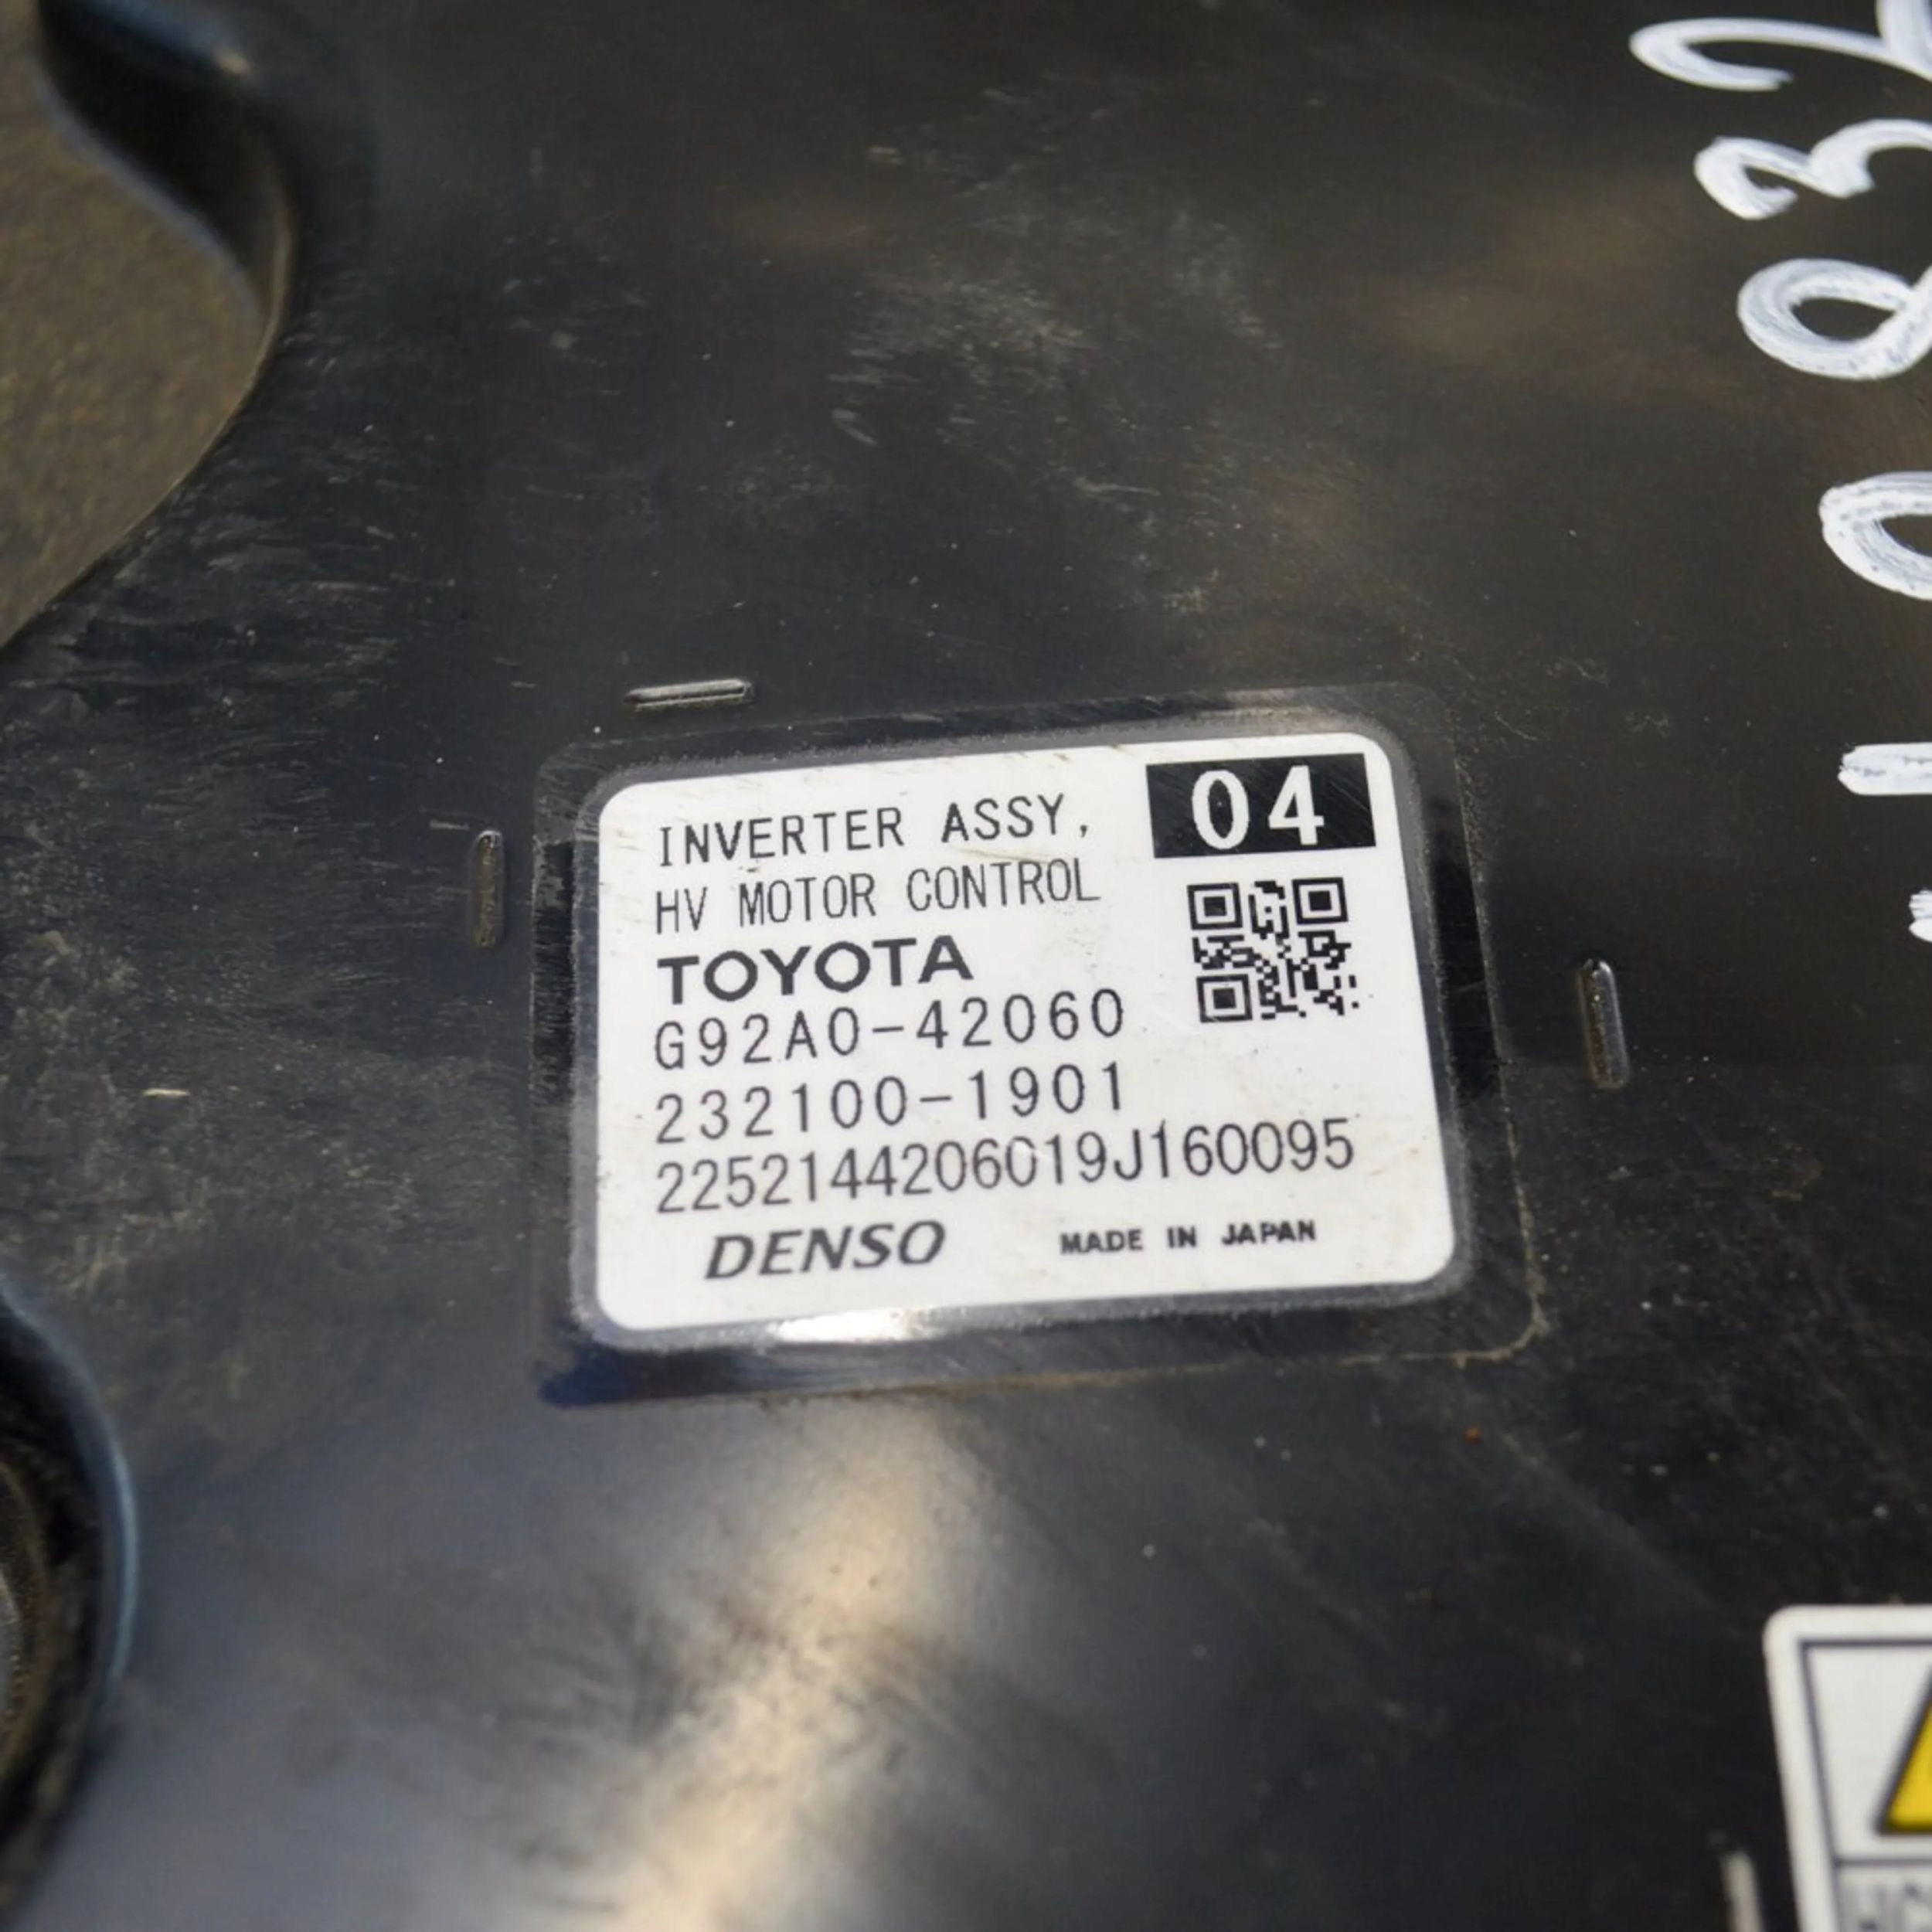 INVERTER ASSY,
04
HV MOTOR CONTROL
TOYOTA
G92A0-42060
232100-1901
2252144206019J160095
DENSO MADE IN JAPAN